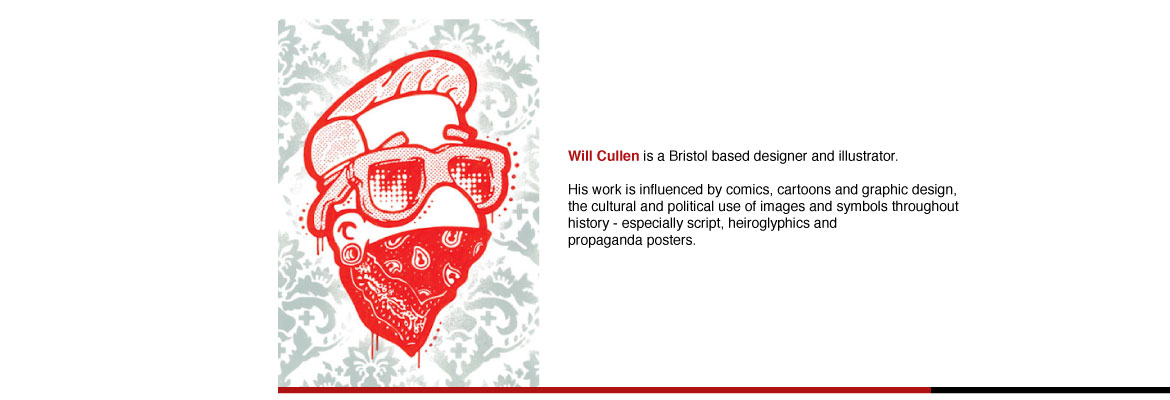 Will Cullen is a Bristol based designer and illustrator.
His work is influenced by comics, cartoons and graphic design,
the cultural and political use of images and symbols throughout
history - especially script, heiroglyphics and
propaganda posters.